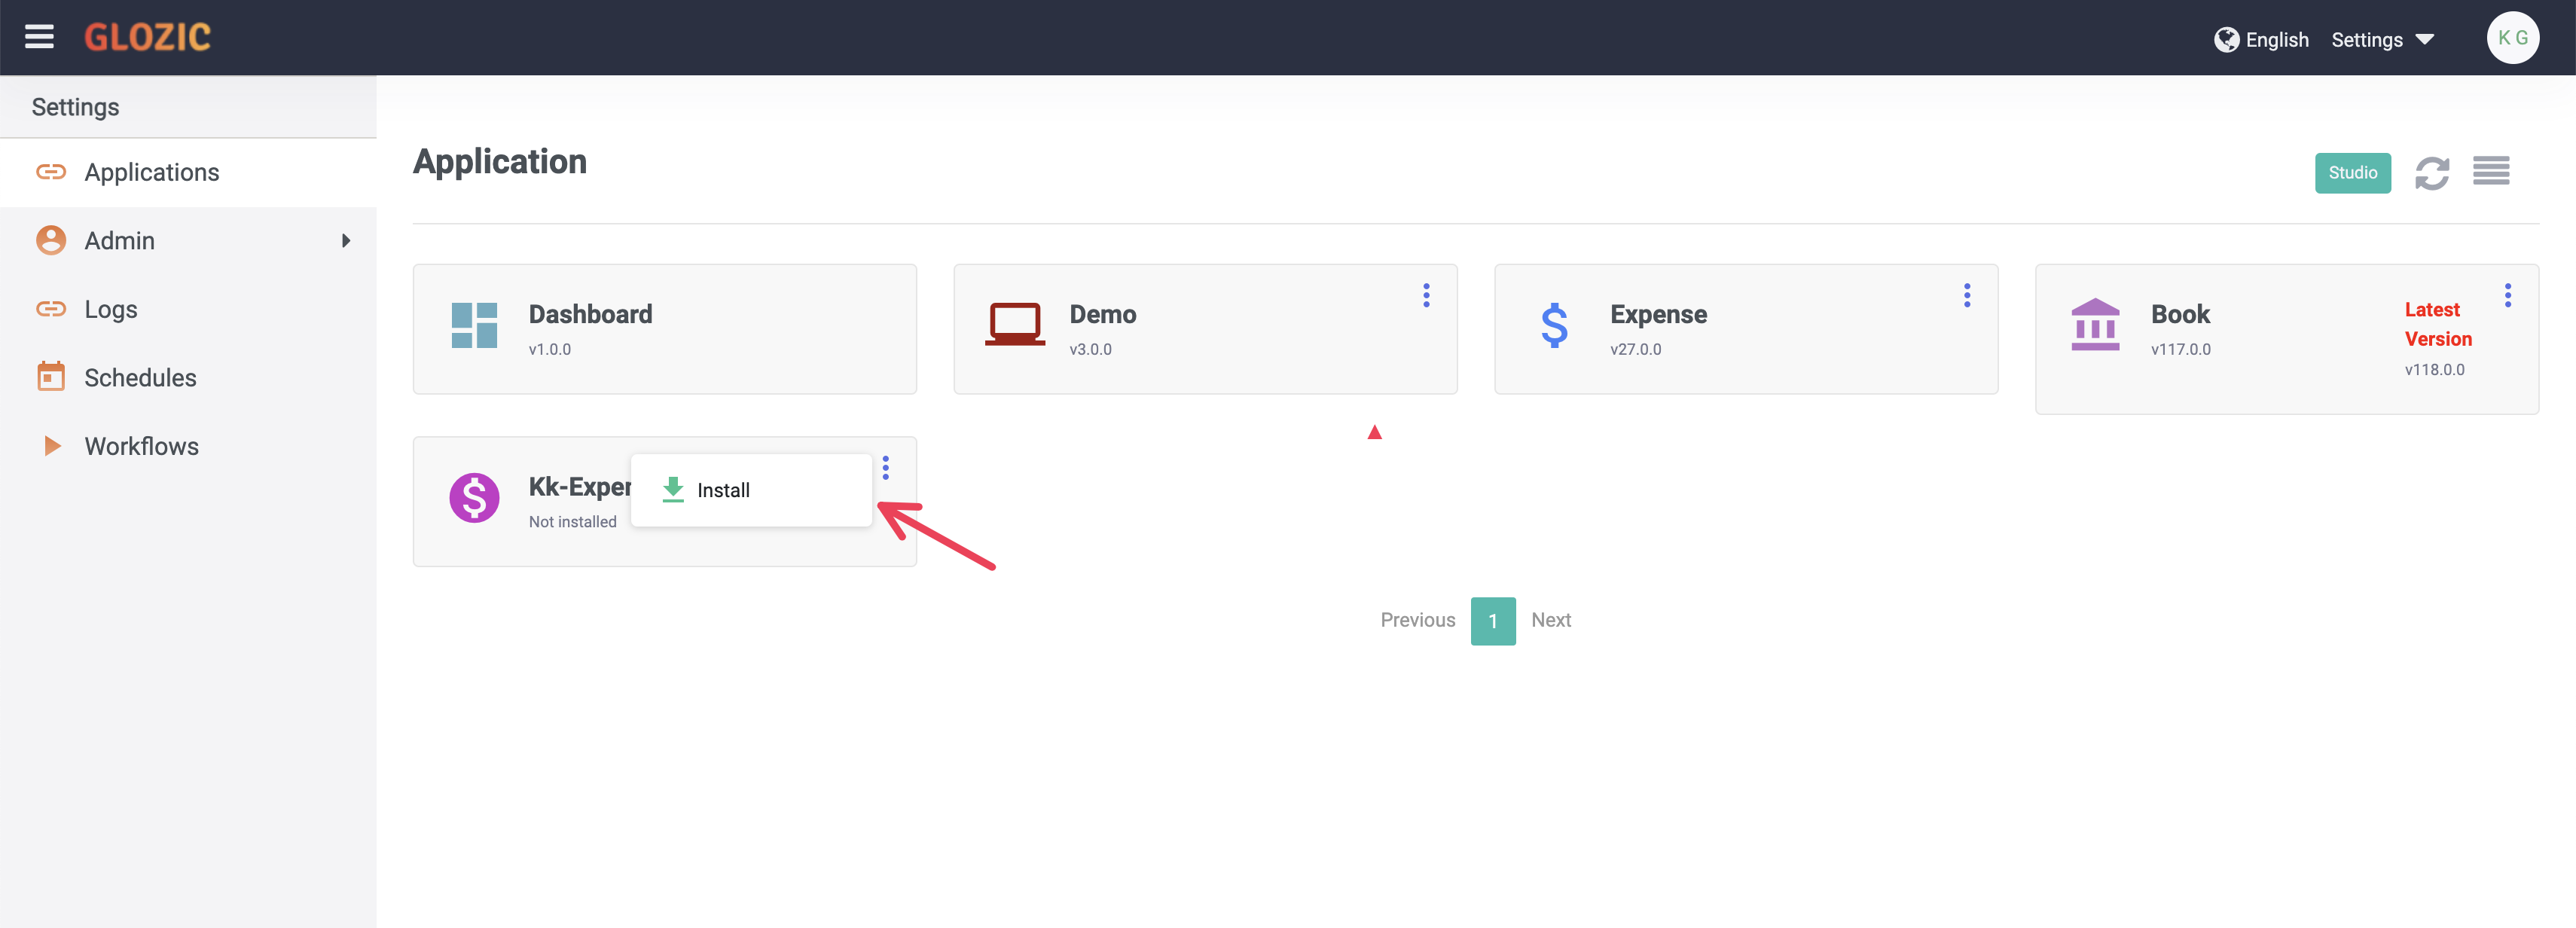 GLOZIC
English Settings
K G
Settings
Applications
Admin
Logs
Schedules
Workflows
Application
Studio
Dashboard
v1.0.0
Demo
v3.0.0
Expense
v27.0.0
Book
v117.0.0
Latest
Version
v118.0.0
Kk-Exper
Not installed
Install
Previous 1 Next